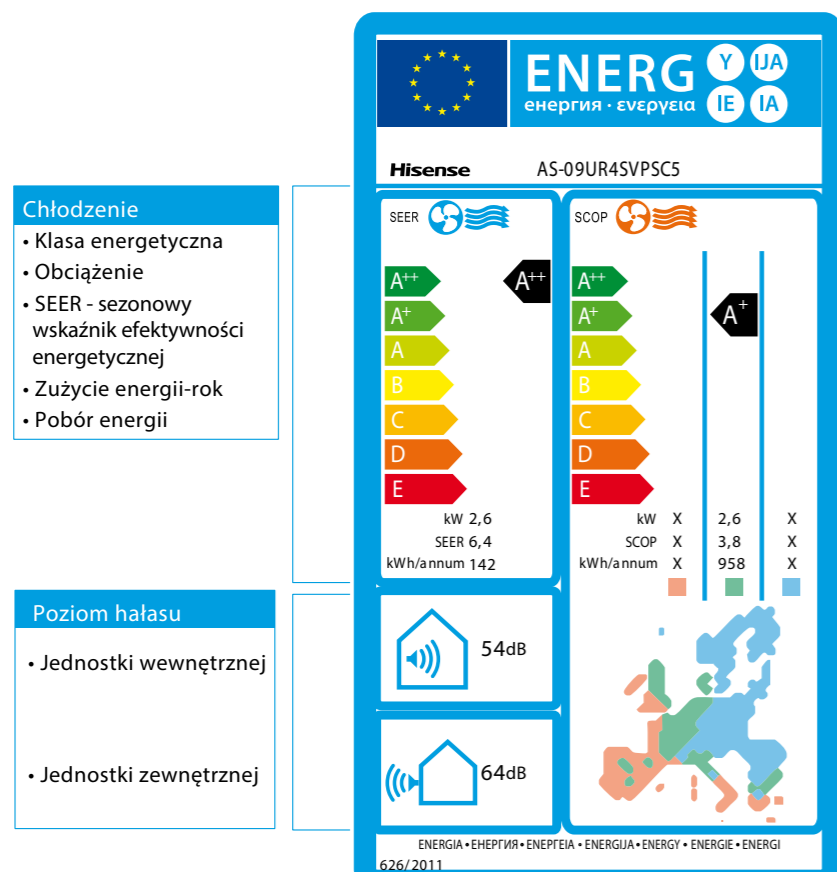 ENERG
енергия · ενεργεια
Y IJA
IE IA
Hisense AS-09UR4SVPSC5
Chłodzenie
• Klasa energetyczna
• Obciążenie
• SEER - sezonowy
wskaźnik efektywności
energetycznej
• Zużycie energii-rok
• Pobór energii
SEER
A++ A++
A+
A
B
C
D
E
kW 2,6
SEER 6,4
kWh/annum 142
SCOP
A++
A+ A+
A
B
C
D
E
kW X 2,6 X
SCOP X 3,8 X
kWh/annum X 958 X
Poziom hałasu
• Jednostki wewnętrznej
• Jednostki zewnętrznej
54dB
64dB
ENERGIA • ЕНЕРГИЯ • ΕΝΕΡΓΕΙΑ • ENERGIJA • ENERGY • ENERGIE • ENERGI
626/2011